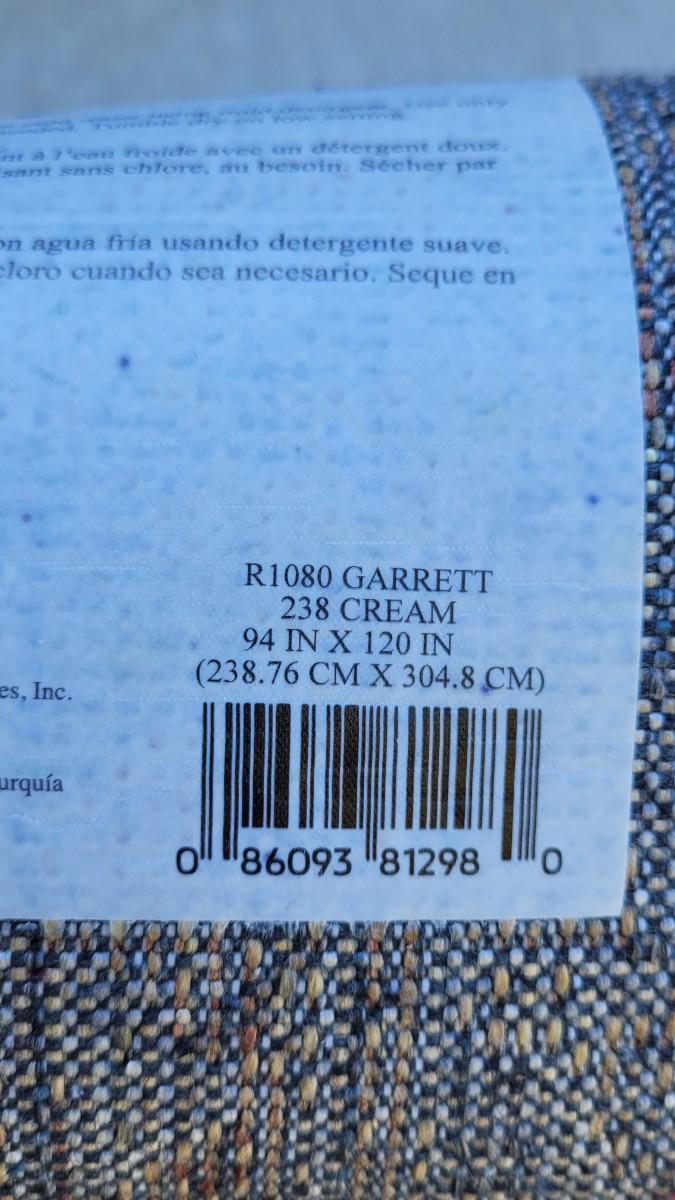 nt à l'eau froide avec un détergent doux.
sant sans chlore, au besoin. Sécher par
on agua fría usando detergente suave.
cloro cuando sea necesario. Seque en
R1080 GARRETT
238 CREAM
94 IN X 120 IN
(238.76 CM X 304.8 CM)
es, Inc.
urquía
0 86093 81298 0